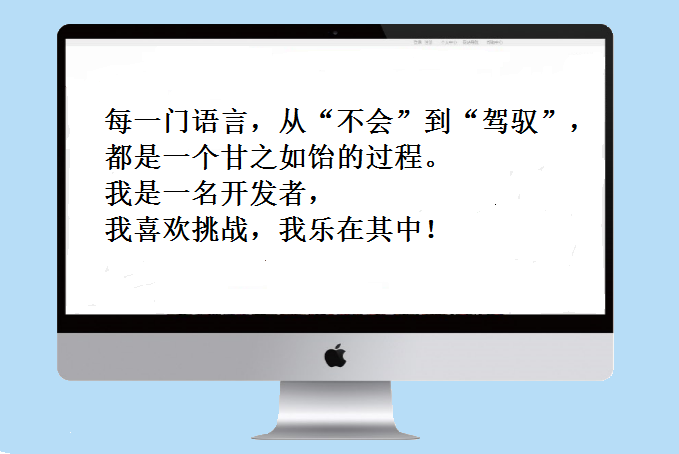 每一门语言，从“不会”到“驾驭”，
都是一个甘之如饴的过程。
我是一名开发者，
我喜欢挑战，我乐在其中！